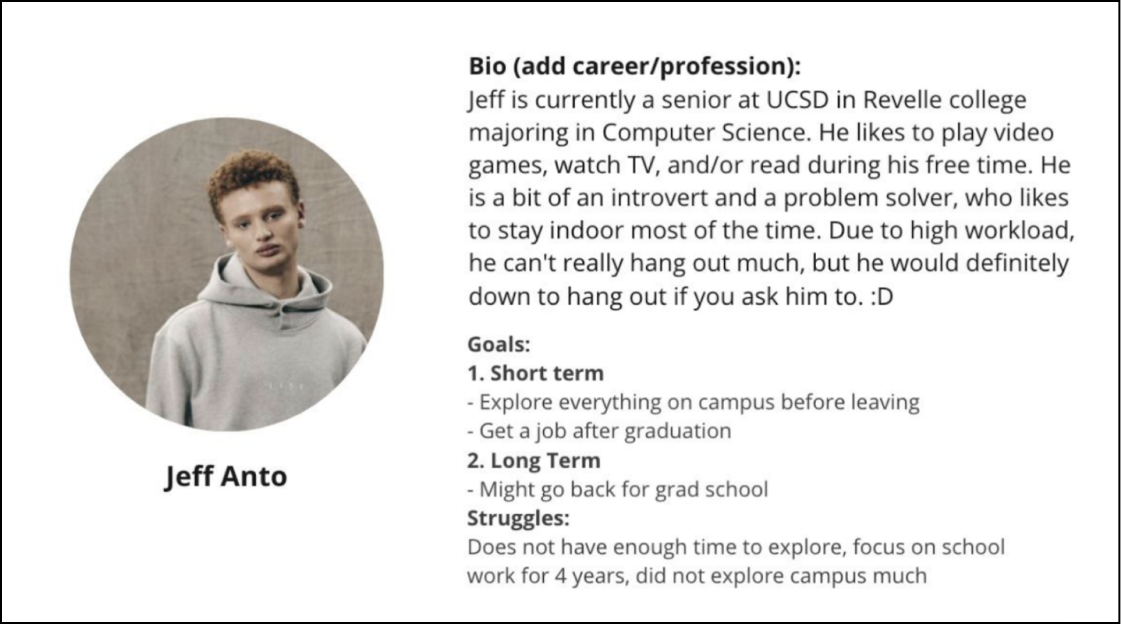 Bio (add career/profession):
Jeff is currently a senior at UCSD in Revelle college
majoring in Computer Science. He likes to play video
games, watch TV, and/or read during his free time. He
is a bit of an introvert and a problem solver, who likes
to stay indoor most of the time. Due to high workload,
he can't really hang out much, but he would definitely
down to hang out if you ask him to. :D
Goals:
1. Short term
- Explore everything on campus before leaving
- Get a job after graduation
2. Long Term
- Might go back for grad school
Struggles:
Does not have enough time to explore, focus on school
work for 4 years, did not explore campus much
Jeff Anto